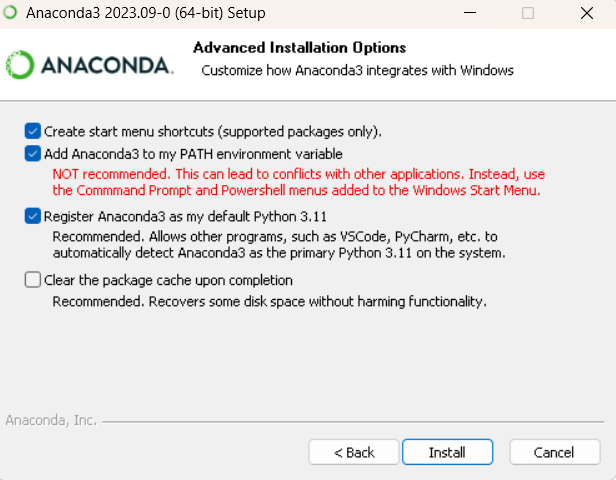 Anaconda3 2023.09-0 (64-bit) Setup
Advanced Installation Options
Customize how Anaconda3 integrates with Windows
ANACONDA.
Create start menu shortcuts (supported packages only).
Add Anaconda3 to my PATH environment variable
NOT recommended. This can lead to conflicts with other applications. Instead, use
the Commmand Prompt and Powershell menus added to the Windows Start Menu.
Register Anaconda3 as my default Python 3.11
Recommended. Allows other programs, such as VSCode, PyCharm, etc. to
automatically detect Anaconda3 as the primary Python 3.11 on the system.
Clear the package cache upon completion
Recommended. Recovers some disk space without harming functionality.
Anaconda, Inc.
< Back
Install
Cancel